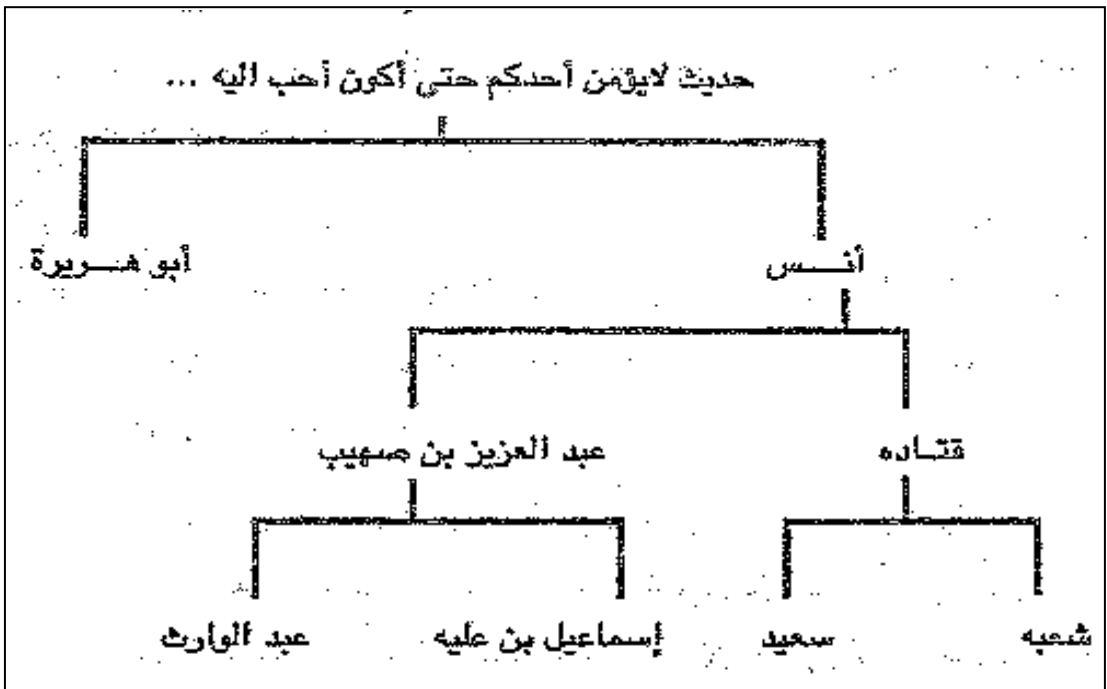 حديث لايؤمن أحدكم حتى أكون أحب اليه ...
أنـــس
أبو هـــريرة
قتــاده
عبد العزيز بن صهيب
شعبه
سعيد
إسماعيل بن عليه
عبد الوارث